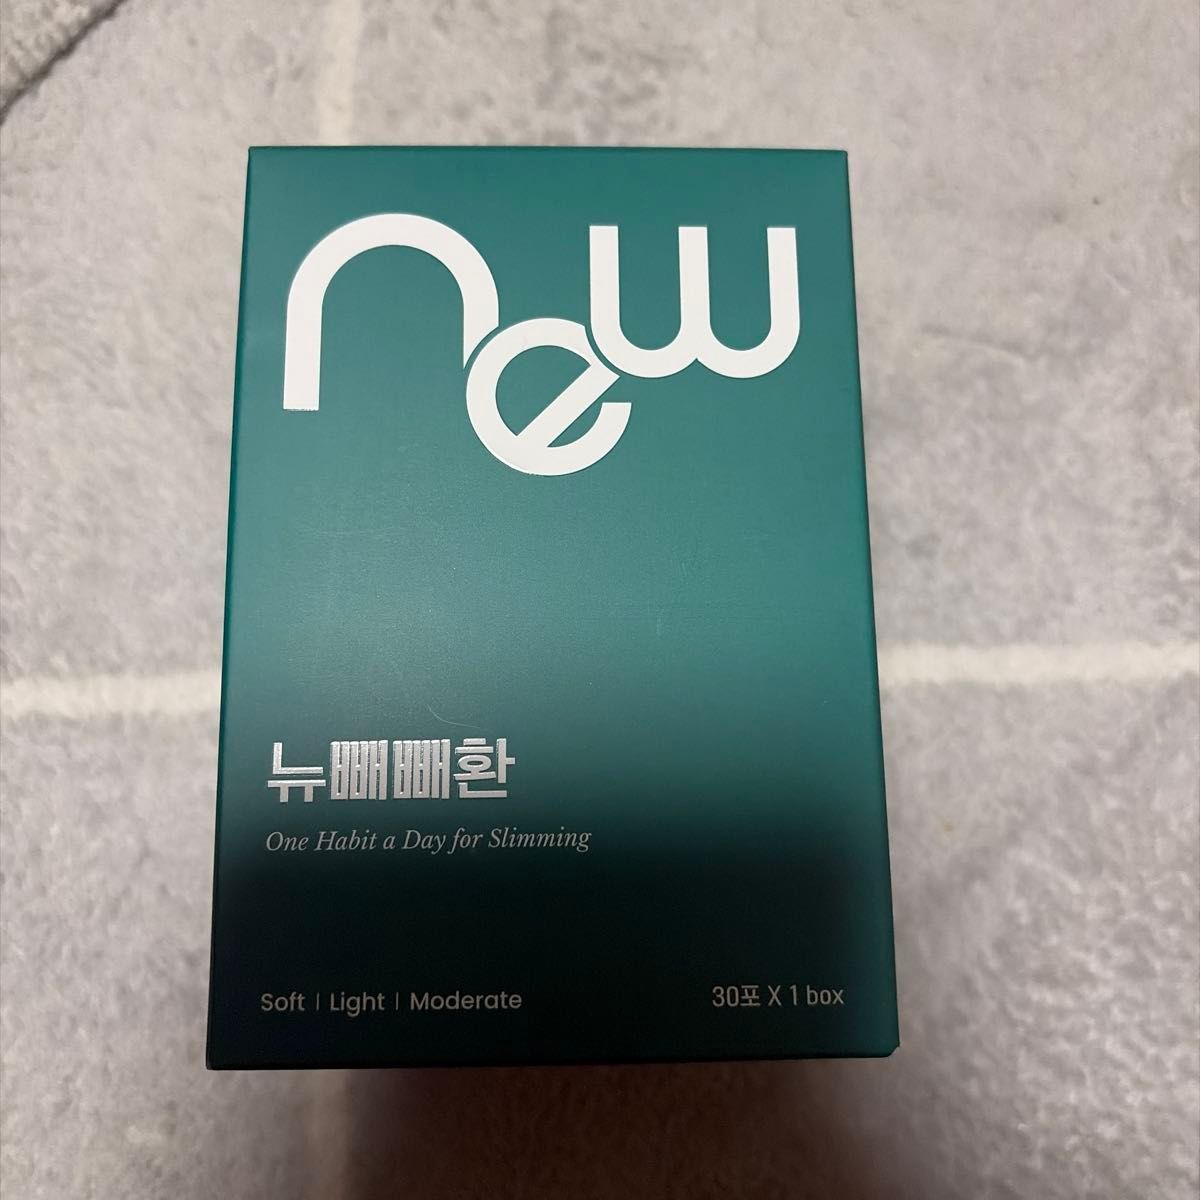 new
뉴빼빼환
One Habit a Day for Slimming
Soft | Light | Moderate
30포 X 1 box